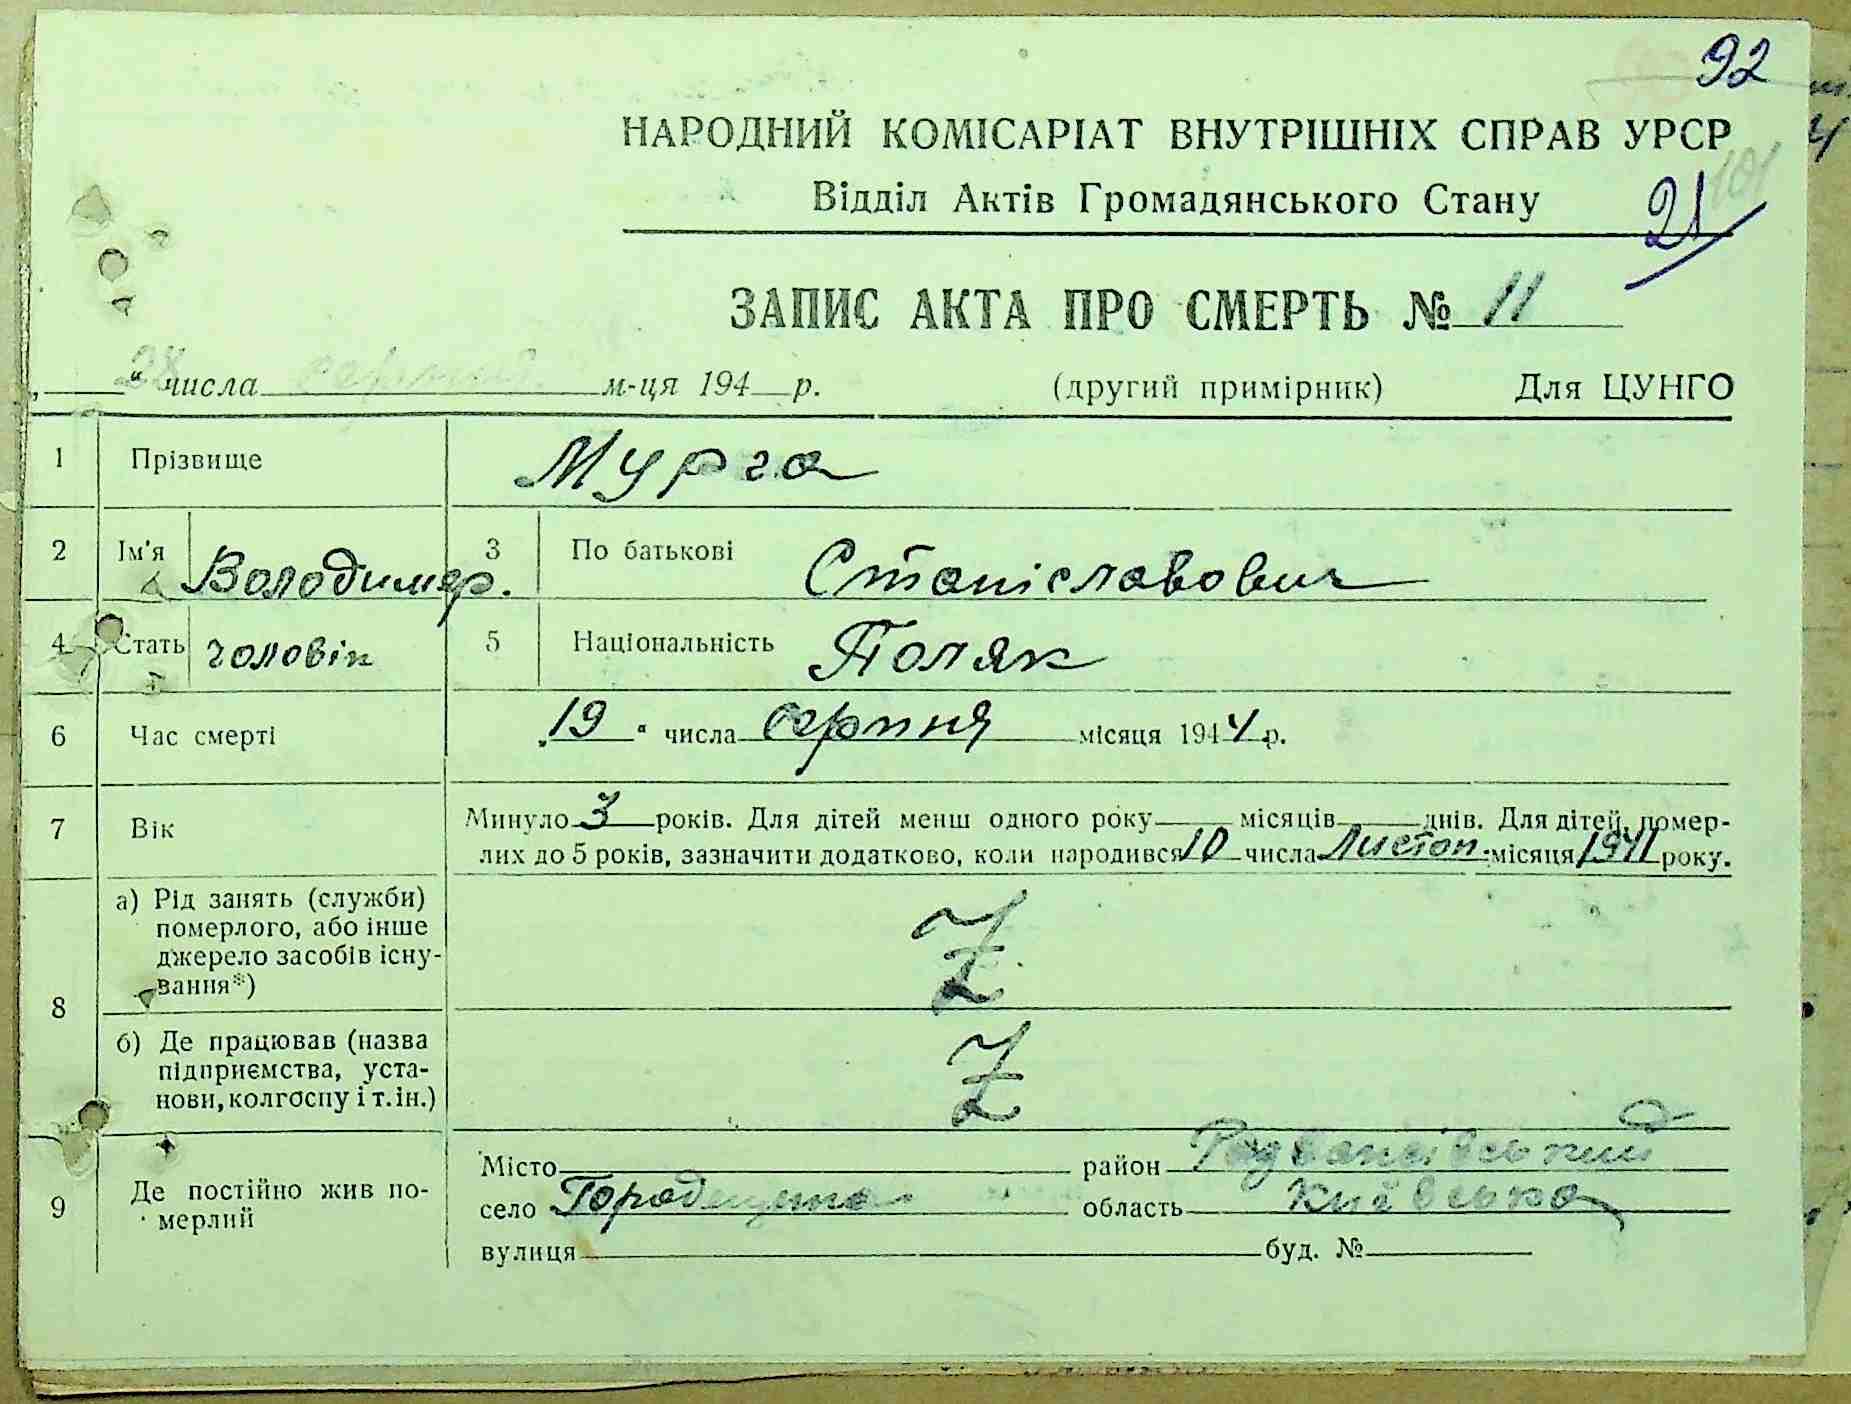 92
НАРОДНИЙ КОМІСАРІАТ ВНУТРІШНІХ СПРАВ УРСР
101
Відділ Актів Громадянського Стану
21
ЗАПИС АКТА ПРО СМЕРТЬ № 11
„28“ числа серпня м-ця 194 р. (другий примірник) Для ЦУНГО
1 Прізвище Мурга
2 Ім'я Володимир. 3 По батькові Станіславович
4 Стать чоловік 5 Національність Поляк
6 Час смерті „19“ числа серпня місяця 1944 р.
7 Вік Минуло 3 років. Для дітей менш одного року місяців днів. Для дітей, помер-
лих до 5 років, зазначити додатково, коли народився 10 числа Листоп. місяця 1941 року.
8 а) Рід занять (служби)
померлого, або інше
джерело засобів існу-
вання*)
Z
б) Де працював (назва
підприємства, уста-
нови, колгоспу і т. ін.)
Z
9 Де постійно жив по-
мерлий
Місто район
село Городецька область Київська
вулиця буд. №